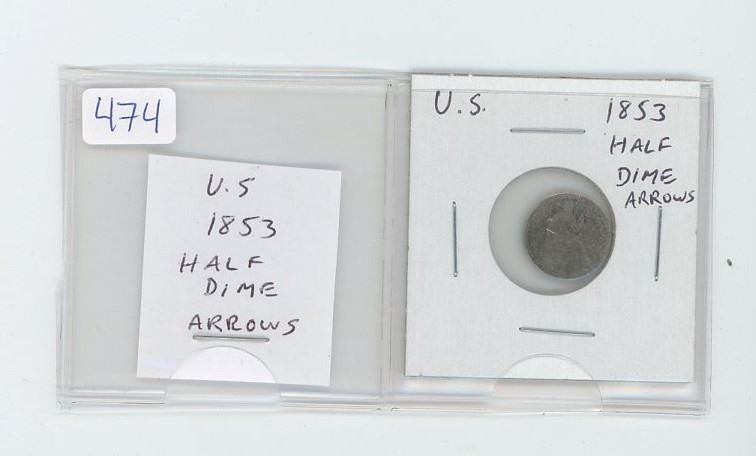 474
U.S
1853
HALF
DIME
ARROWS
U.S.
1853
HALF
DIME
ARROWS